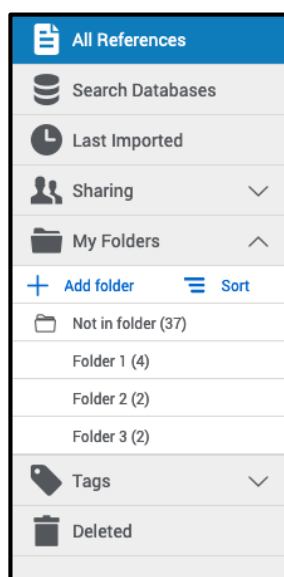 All References
Search Databases
Last Imported
Sharing
My Folders
Add folder Sort
Not in folder (37)
Folder 1 (4)
Folder 2 (2)
Folder 3 (2)
Tags
Deleted